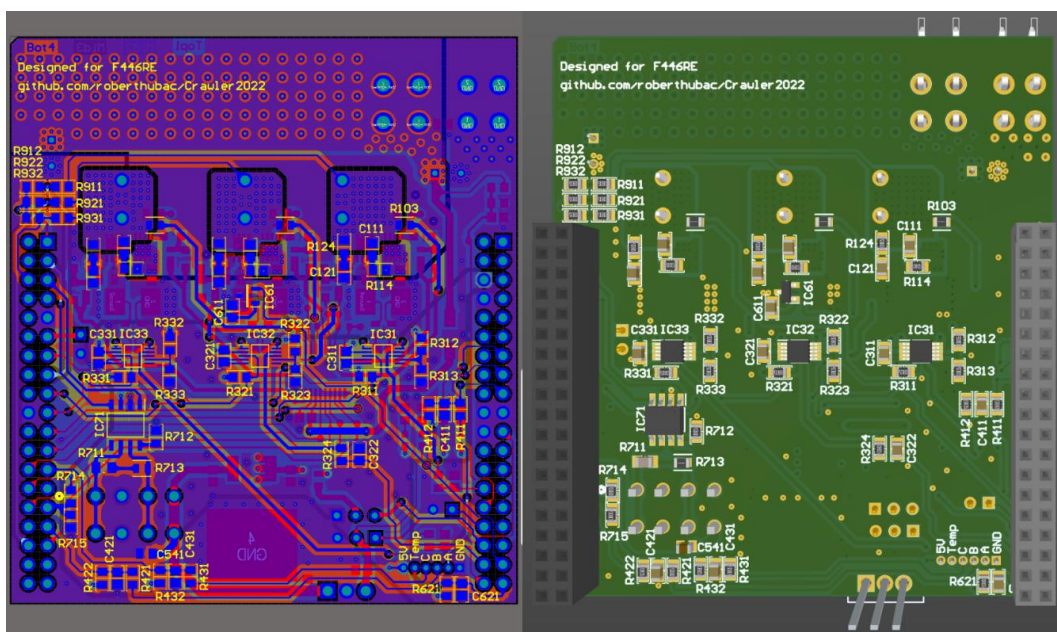 Bot4
Designed for F446RE
github.com/roberthubac/Crawler2022
R912
R922
R932
R911
R921
R931
R103
C111
R124
C121
R114
C611
IC61
R332
C331
IC33
R331
R333
IC32
R322
C321
R321
R323
IC31
R312
C311
R311
R313
IC71
R712
R711
R713
R714
R715
R324
C322
R412
C411
R411
4
GND
C421
C541
C431
R422
R421
R431
R432
5V
Temp
C
B
A
GND
R621
C621
Designed for F446RE
github.com/roberthubac/Crawler2022
R912
R922
R932
R911
R921
R931
R103
C111
R124
C121
R114
C611
IC61
R332
C331
IC33
R331
R333
IC32
R322
C321
R321
R323
IC31
R312
C311
R311
R313
IC71
R712
R711
R713
R714
R715
R324
C322
R412
C411
R411
C421
C541
C431
R422
R421
R431
R432
5V
Temp
C
B
A
GND
R621